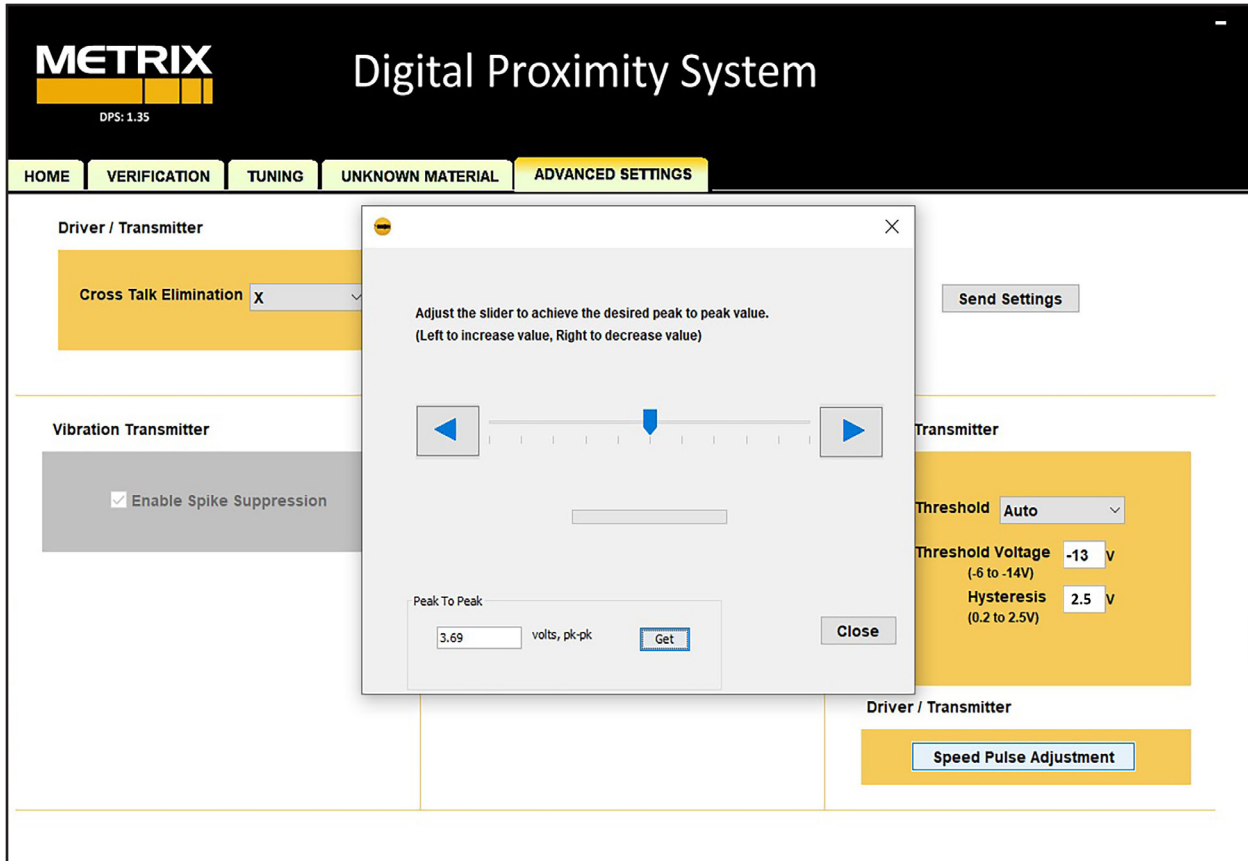 METRIX
DPS: 1.35
Digital Proximity System
HOME
VERIFICATION
TUNING
UNKNOWN MATERIAL
ADVANCED SETTINGS
Driver / Transmitter
Cross Talk Elimination X
Send Settings
Adjust the slider to achieve the desired peak to peak value.
(Left to increase value, Right to decrease value)
Vibration Transmitter
Enable Spike Suppression
Peak To Peak
3.69 volts, pk-pk Get
Close
Transmitter
Threshold Auto
Threshold Voltage -13 V
(-6 to -14V)
Hysteresis 2.5 V
(0.2 to 2.5V)
Driver / Transmitter
Speed Pulse Adjustment